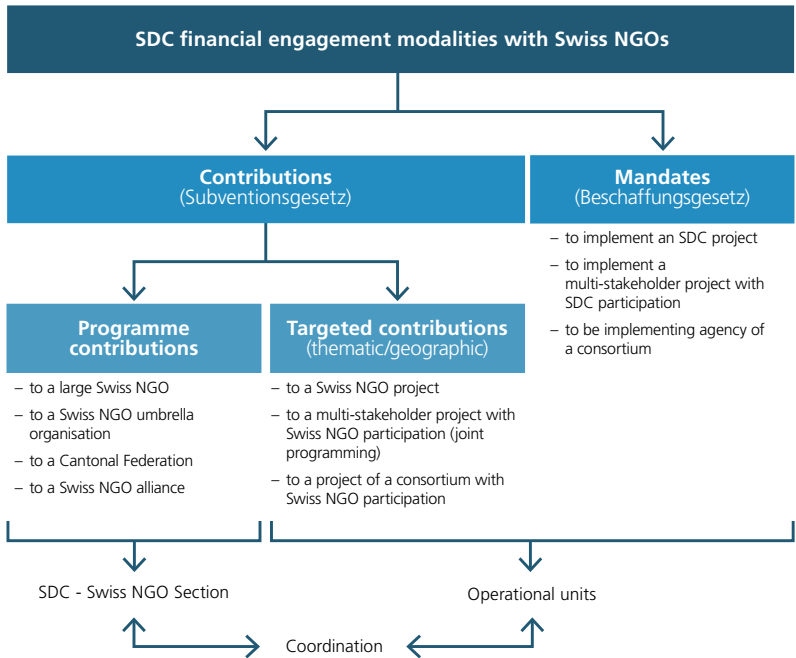 SDC financial engagement modalities with Swiss NGOs
Contributions
(Subventionsgesetz)
Mandates
(Beschaffungsgesetz)
– to implement an SDC project
– to implement a
multi-stakeholder project with
SDC participation
– to be implementing agency of
a consortium
Programme
contributions
– to a large Swiss NGO
– to a Swiss NGO umbrella
organisation
– to a Cantonal Federation
– to a Swiss NGO alliance
Targeted contributions
(thematic/geographic)
– to a Swiss NGO project
– to a multi-stakeholder project with
Swiss NGO participation (joint
programming)
– to a project of a consortium with
Swiss NGO participation
SDC - Swiss NGO Section
Operational units
Coordination